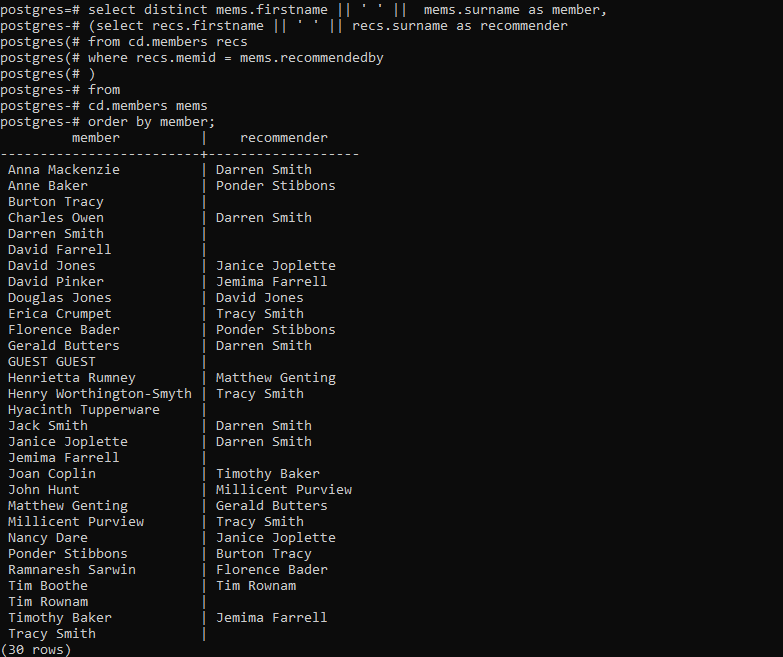 postgres=# select distinct mems.firstname || ' ' ||  mems.surname as member,
postgres-# (select recs.firstname || ' ' || recs.surname as recommender
postgres(# from cd.members recs
postgres(# where recs.memid = mems.recommendedby
postgres(# )
postgres-# from
postgres-# cd.members mems
postgres-# order by member;
         member          |    recommender
-------------------------+-------------------
 Anna Mackenzie          | Darren Smith
 Anne Baker              | Ponder Stibbons
 Burton Tracy            |
 Charles Owen            | Darren Smith
 Darren Smith            |
 David Farrell           |
 David Jones             | Janice Joplette
 David Pinker            | Jemima Farrell
 Douglas Jones           | David Jones
 Erica Crumpet           | Tracy Smith
 Florence Bader          | Ponder Stibbons
 Gerald Butters          | Darren Smith
 GUEST GUEST             |
 Henrietta Rumney        | Matthew Genting
 Henry Worthington-Smyth | Tracy Smith
 Hyacinth Tupperware     |
 Jack Smith              | Darren Smith
 Janice Joplette         | Darren Smith
 Jemima Farrell          |
 Joan Coplin             | Timothy Baker
 John Hunt               | Millicent Purview
 Matthew Genting         | Gerald Butters
 Millicent Purview       | Tracy Smith
 Nancy Dare              | Janice Joplette
 Ponder Stibbons         | Burton Tracy
 Ramnaresh Sarwin        | Florence Bader
 Tim Boothe              | Tim Rownam
 Tim Rownam              |
 Timothy Baker           | Jemima Farrell
 Tracy Smith             |
(30 rows)